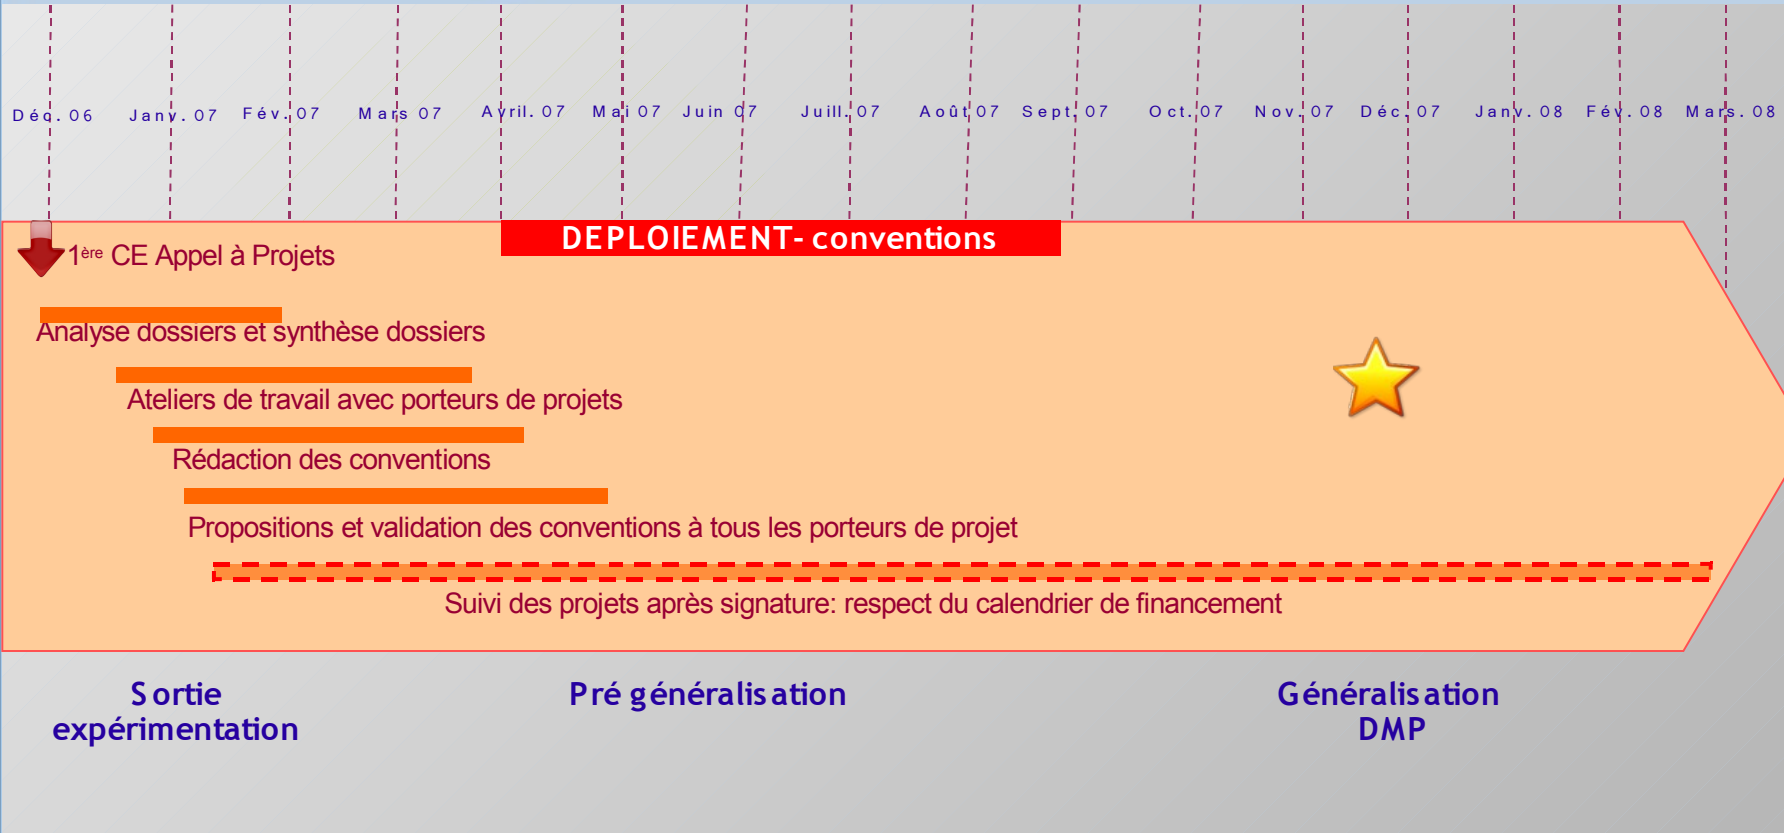 Déc. 06 Janv. 07 Fév. 07 Mars 07 Avril. 07 Mai 07 Juin 07 Juill. 07 Août 07 Sept. 07 Oct. 07 Nov. 07 Déc. 07 Janv. 08 Fév. 08 Mars. 08
DEPLOIEMENT- conventions
1ère CE Appel à Projets
Analyse dossiers et synthèse dossiers
Ateliers de travail avec porteurs de projets
Rédaction des conventions
Propositions et validation des conventions à tous les porteurs de projet
Suivi des projets après signature: respect du calendrier de financement
Sortie
expérimentation
Pré généralisation
Généralisation
DMP